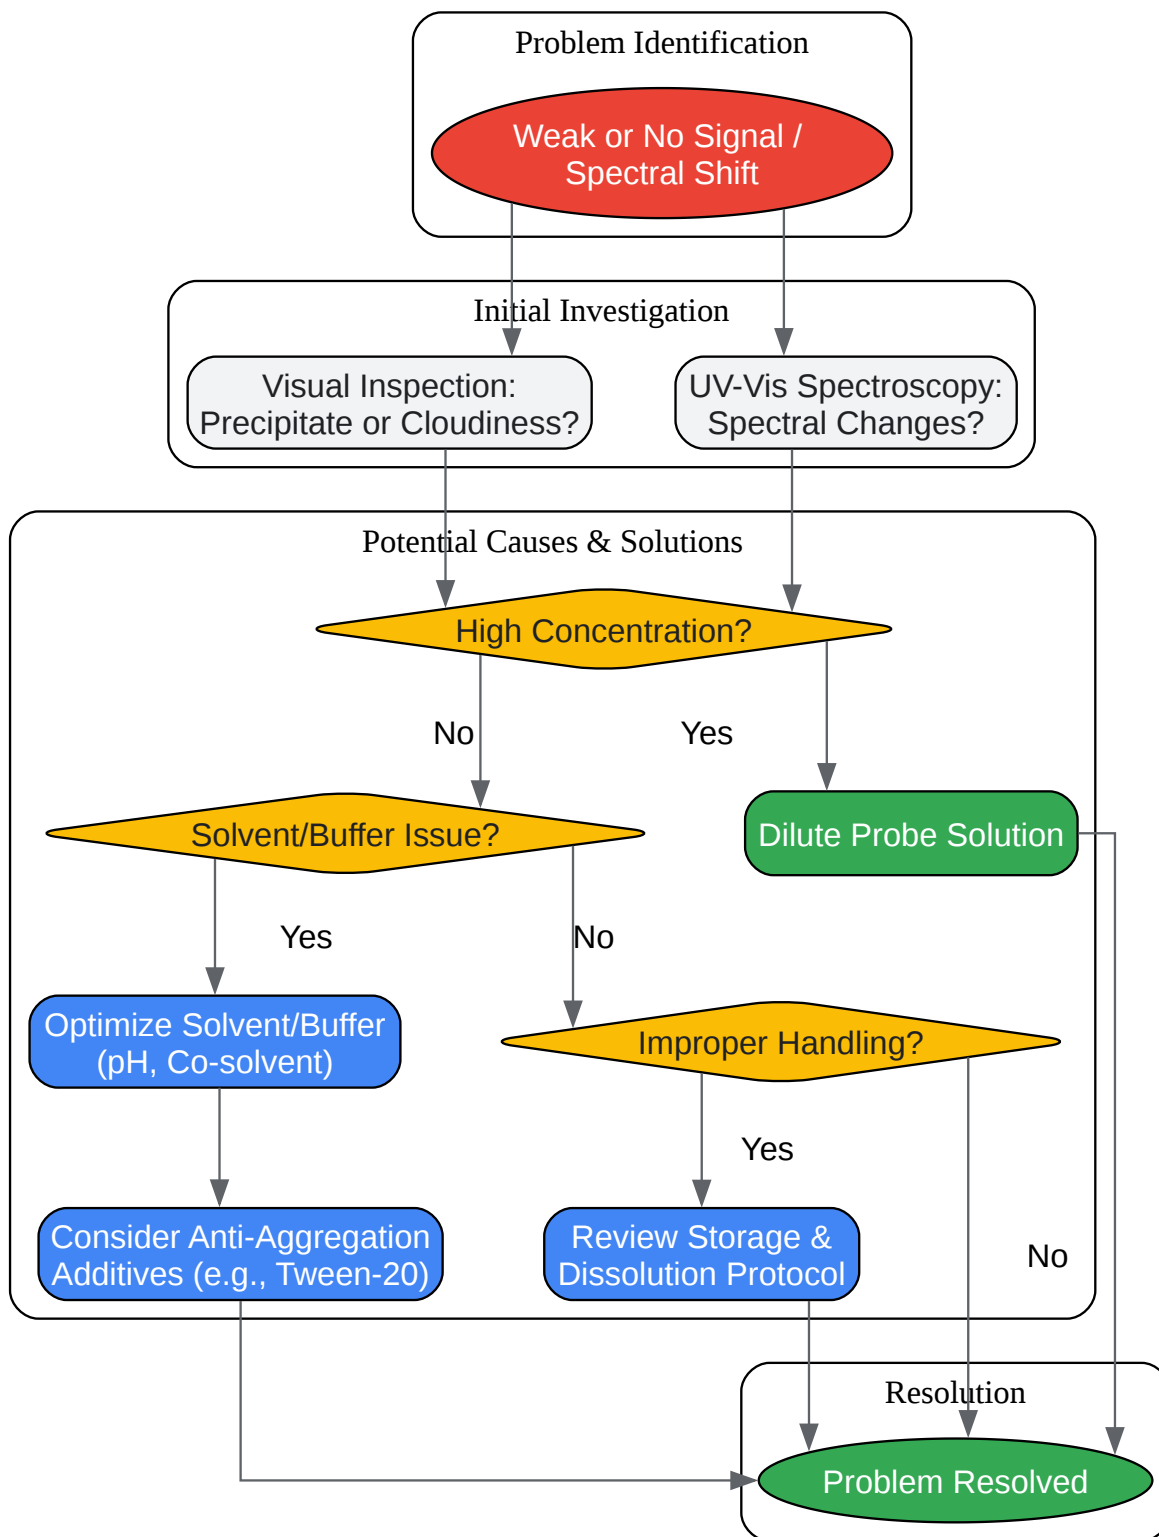 Problem Identification
Weak or No Signal /
Spectral Shift
Initial Investigation
Visual Inspection:
Precipitate or Cloudiness?
UV-Vis Spectroscopy:
Spectral Changes?
Potential Causes & Solutions
High Concentration?
No
Yes
Solvent/Buffer Issue?
Dilute Probe Solution
Yes
No
Optimize Solvent/Buffer
(pH, Co-solvent)
Improper Handling?
Yes
Consider Anti-Aggregation
Additives (e.g., Tween-20)
Review Storage &
Dissolution Protocol
No
Resolution
Problem Resolved